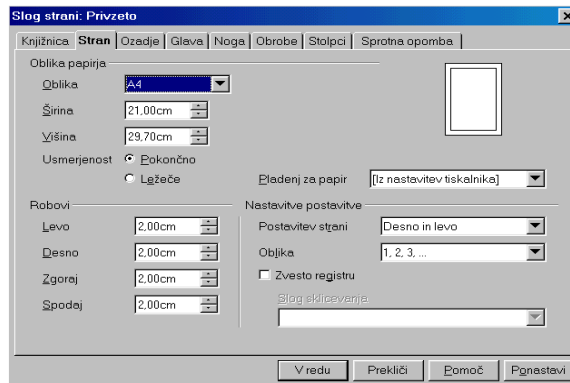 Slog strani: Privzeto
Knjižnica Stran Ozadje Glava Noga Obrobe Stolpci Sprotna opomba
Oblika papirja
Oblika A4
Širina 21,00cm
Višina 29,70cm
Usmerjenost Pokončno
Ležeče
Pladenj za papir [Iz nastavitev tiskalnika]
Robovi
Levo 2,00cm
Desno 2,00cm
Zgoraj 2,00cm
Spodaj 2,00cm
Nastavitve postavitve
Postavitev strani Desno in levo
Oblika 1, 2, 3, ...
Zvesto registru
Slog sklicevanja
V redu Prekliči Pomoč Ponastavi